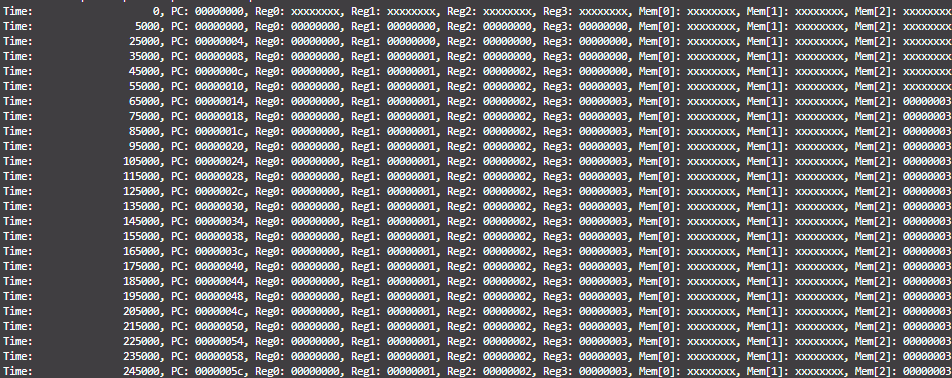 Time: 0, PC: 00000000, Reg0: xxxxxxxx, Reg1: xxxxxxxx, Reg2: xxxxxxxx, Reg3: xxxxxxxx, Mem[0]: xxxxxxxx, Mem[1]: xxxxxxxx, Mem[2]: xxxxxxxx
Time: 5000, PC: 00000000, Reg0: 00000000, Reg1: 00000000, Reg2: 00000000, Reg3: 00000000, Mem[0]: xxxxxxxx, Mem[1]: xxxxxxxx, Mem[2]: xxxxxxxx
Time: 25000, PC: 00000004, Reg0: 00000000, Reg1: 00000000, Reg2: 00000000, Reg3: 00000000, Mem[0]: xxxxxxxx, Mem[1]: xxxxxxxx, Mem[2]: xxxxxxxx
Time: 35000, PC: 00000008, Reg0: 00000000, Reg1: 00000001, Reg2: 00000000, Reg3: 00000000, Mem[0]: xxxxxxxx, Mem[1]: xxxxxxxx, Mem[2]: xxxxxxxx
Time: 45000, PC: 0000000c, Reg0: 00000000, Reg1: 00000001, Reg2: 00000002, Reg3: 00000000, Mem[0]: xxxxxxxx, Mem[1]: xxxxxxxx, Mem[2]: xxxxxxxx
Time: 55000, PC: 00000010, Reg0: 00000000, Reg1: 00000001, Reg2: 00000002, Reg3: 00000003, Mem[0]: xxxxxxxx, Mem[1]: xxxxxxxx, Mem[2]: xxxxxxxx
Time: 65000, PC: 00000014, Reg0: 00000000, Reg1: 00000001, Reg2: 00000002, Reg3: 00000003, Mem[0]: xxxxxxxx, Mem[1]: xxxxxxxx, Mem[2]: 00000003
Time: 75000, PC: 00000018, Reg0: 00000000, Reg1: 00000001, Reg2: 00000002, Reg3: 00000003, Mem[0]: xxxxxxxx, Mem[1]: xxxxxxxx, Mem[2]: 00000003
Time: 85000, PC: 0000001c, Reg0: 00000000, Reg1: 00000001, Reg2: 00000002, Reg3: 00000003, Mem[0]: xxxxxxxx, Mem[1]: xxxxxxxx, Mem[2]: 00000003
Time: 95000, PC: 00000020, Reg0: 00000000, Reg1: 00000001, Reg2: 00000002, Reg3: 00000003, Mem[0]: xxxxxxxx, Mem[1]: xxxxxxxx, Mem[2]: 00000003
Time: 105000, PC: 00000024, Reg0: 00000000, Reg1: 00000001, Reg2: 00000002, Reg3: 00000003, Mem[0]: xxxxxxxx, Mem[1]: xxxxxxxx, Mem[2]: 00000003
Time: 115000, PC: 00000028, Reg0: 00000000, Reg1: 00000001, Reg2: 00000002, Reg3: 00000003, Mem[0]: xxxxxxxx, Mem[1]: xxxxxxxx, Mem[2]: 00000003
Time: 125000, PC: 0000002c, Reg0: 00000000, Reg1: 00000001, Reg2: 00000002, Reg3: 00000003, Mem[0]: xxxxxxxx, Mem[1]: xxxxxxxx, Mem[2]: 00000003
Time: 135000, PC: 00000030, Reg0: 00000000, Reg1: 00000001, Reg2: 00000002, Reg3: 00000003, Mem[0]: xxxxxxxx, Mem[1]: xxxxxxxx, Mem[2]: 00000003
Time: 145000, PC: 00000034, Reg0: 00000000, Reg1: 00000001, Reg2: 00000002, Reg3: 00000003, Mem[0]: xxxxxxxx, Mem[1]: xxxxxxxx, Mem[2]: 00000003
Time: 155000, PC: 00000038, Reg0: 00000000, Reg1: 00000001, Reg2: 00000002, Reg3: 00000003, Mem[0]: xxxxxxxx, Mem[1]: xxxxxxxx, Mem[2]: 00000003
Time: 165000, PC: 0000003c, Reg0: 00000000, Reg1: 00000001, Reg2: 00000002, Reg3: 00000003, Mem[0]: xxxxxxxx, Mem[1]: xxxxxxxx, Mem[2]: 00000003
Time: 175000, PC: 00000040, Reg0: 00000000, Reg1: 00000001, Reg2: 00000002, Reg3: 00000003, Mem[0]: xxxxxxxx, Mem[1]: xxxxxxxx, Mem[2]: 00000003
Time: 185000, PC: 00000044, Reg0: 00000000, Reg1: 00000001, Reg2: 00000002, Reg3: 00000003, Mem[0]: xxxxxxxx, Mem[1]: xxxxxxxx, Mem[2]: 00000003
Time: 195000, PC: 00000048, Reg0: 00000000, Reg1: 00000001, Reg2: 00000002, Reg3: 00000003, Mem[0]: xxxxxxxx, Mem[1]: xxxxxxxx, Mem[2]: 00000003
Time: 205000, PC: 0000004c, Reg0: 00000000, Reg1: 00000001, Reg2: 00000002, Reg3: 00000003, Mem[0]: xxxxxxxx, Mem[1]: xxxxxxxx, Mem[2]: 00000003
Time: 215000, PC: 00000050, Reg0: 00000000, Reg1: 00000001, Reg2: 00000002, Reg3: 00000003, Mem[0]: xxxxxxxx, Mem[1]: xxxxxxxx, Mem[2]: 00000003
Time: 225000, PC: 00000054, Reg0: 00000000, Reg1: 00000001, Reg2: 00000002, Reg3: 00000003, Mem[0]: xxxxxxxx, Mem[1]: xxxxxxxx, Mem[2]: 00000003
Time: 235000, PC: 00000058, Reg0: 00000000, Reg1: 00000001, Reg2: 00000002, Reg3: 00000003, Mem[0]: xxxxxxxx, Mem[1]: xxxxxxxx, Mem[2]: 00000003
Time: 245000, PC: 0000005c, Reg0: 00000000, Reg1: 00000001, Reg2: 00000002, Reg3: 00000003, Mem[0]: xxxxxxxx, Mem[1]: xxxxxxxx, Mem[2]: 00000003